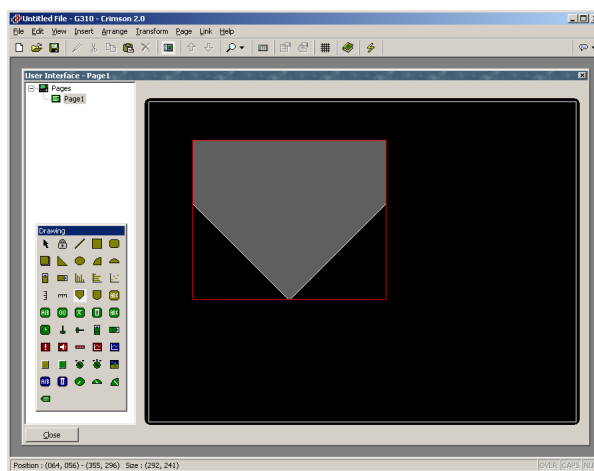 Untitled File - G310 - Crimson 2.0
File Edit View Insert Arrange Transform Page Link Help
User Interface - Page1
Pages
Page1
Drawing
Close
Position : (064, 056) - (355, 296) Size : (292, 241)
OVER CAPS NU